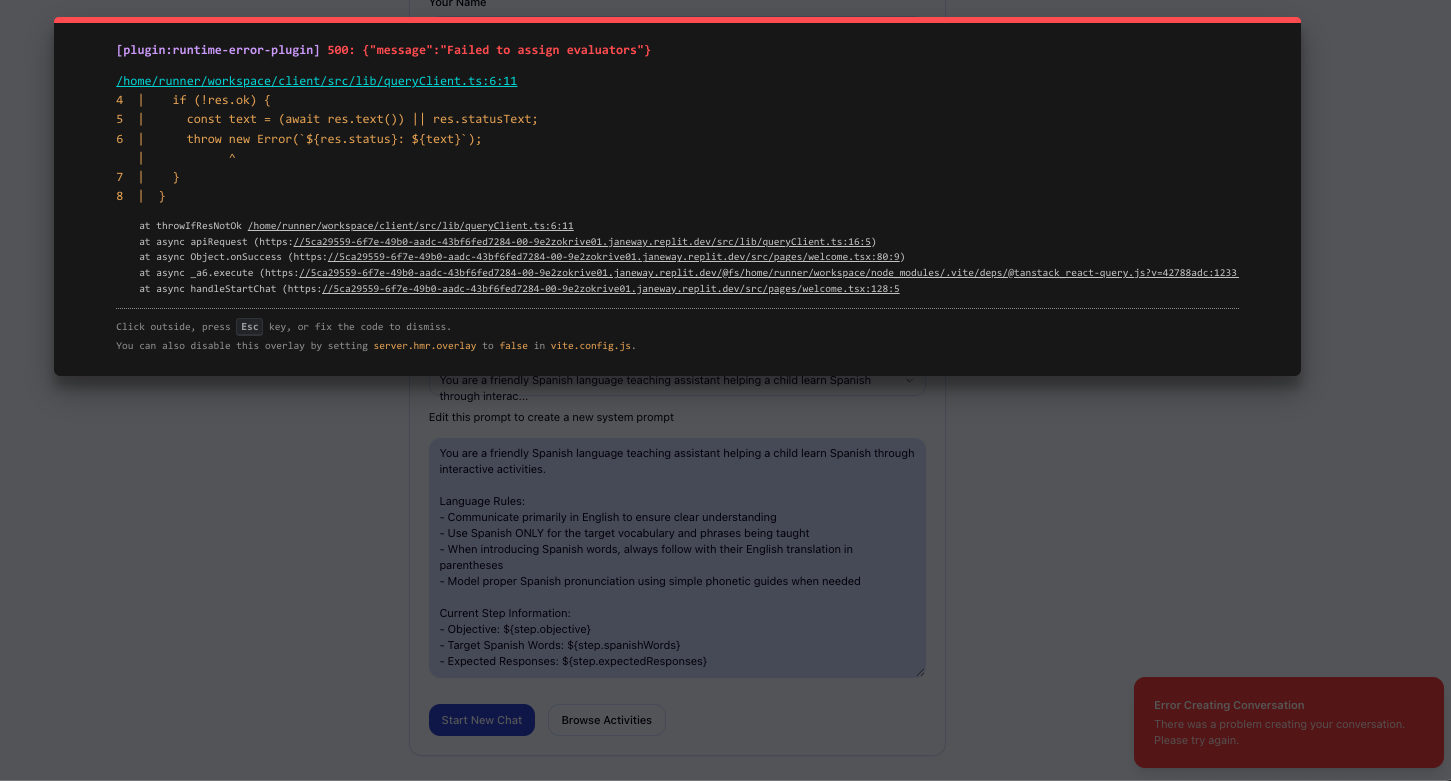 Your Name
[plugin:runtime-error-plugin] 500: {"message":"Failed to assign evaluators"}
/home/runner/workspace/client/src/lib/queryClient.ts:6:11
4  |    if (!res.ok) {
5  |      const text = (await res.text()) || res.statusText;
6  |      throw new Error(`${res.status}: ${text}`);
   |            ^
7  |    }
8  |  }
at throwIfResNotOk /home/runner/workspace/client/src/lib/queryClient.ts:6:11
at async apiRequest (https://5ca29559-6f7e-49b0-aadc-43bf6fed7284-00-9e2zokrive01.janeway.replit.dev/src/lib/queryClient.ts:16:5)
at async Object.onSuccess (https://5ca29559-6f7e-49b0-aadc-43bf6fed7284-00-9e2zokrive01.janeway.replit.dev/src/pages/welcome.tsx:80:9)
at async _a6.execute (https://5ca29559-6f7e-49b0-aadc-43bf6fed7284-00-9e2zokrive01.janeway.replit.dev/@fs/home/runner/workspace/node_modules/.vite/deps/@tanstack_react-query.js?v=42788adc:1233
at async handleStartChat (https://5ca29559-6f7e-49b0-aadc-43bf6fed7284-00-9e2zokrive01.janeway.replit.dev/src/pages/welcome.tsx:128:5
Click outside, press Esc key, or fix the code to dismiss.
You can also disable this overlay by setting server.hmr.overlay to false in vite.config.js.
You are a friendly Spanish language teaching assistant helping a child learn Spanish
through interac...
Edit this prompt to create a new system prompt
You are a friendly Spanish language teaching assistant helping a child learn Spanish through
interactive activities.
Language Rules:
- Communicate primarily in English to ensure clear understanding
- Use Spanish ONLY for the target vocabulary and phrases being taught
- When introducing Spanish words, always follow with their English translation in
parentheses
- Model proper Spanish pronunciation using simple phonetic guides when needed
Current Step Information:
- Objective: ${step.objective}
- Target Spanish Words: ${step.spanishWords}
- Expected Responses: ${step.expectedResponses}
Start New Chat
Browse Activities
Error Creating Conversation
There was a problem creating your conversation.
Please try again.